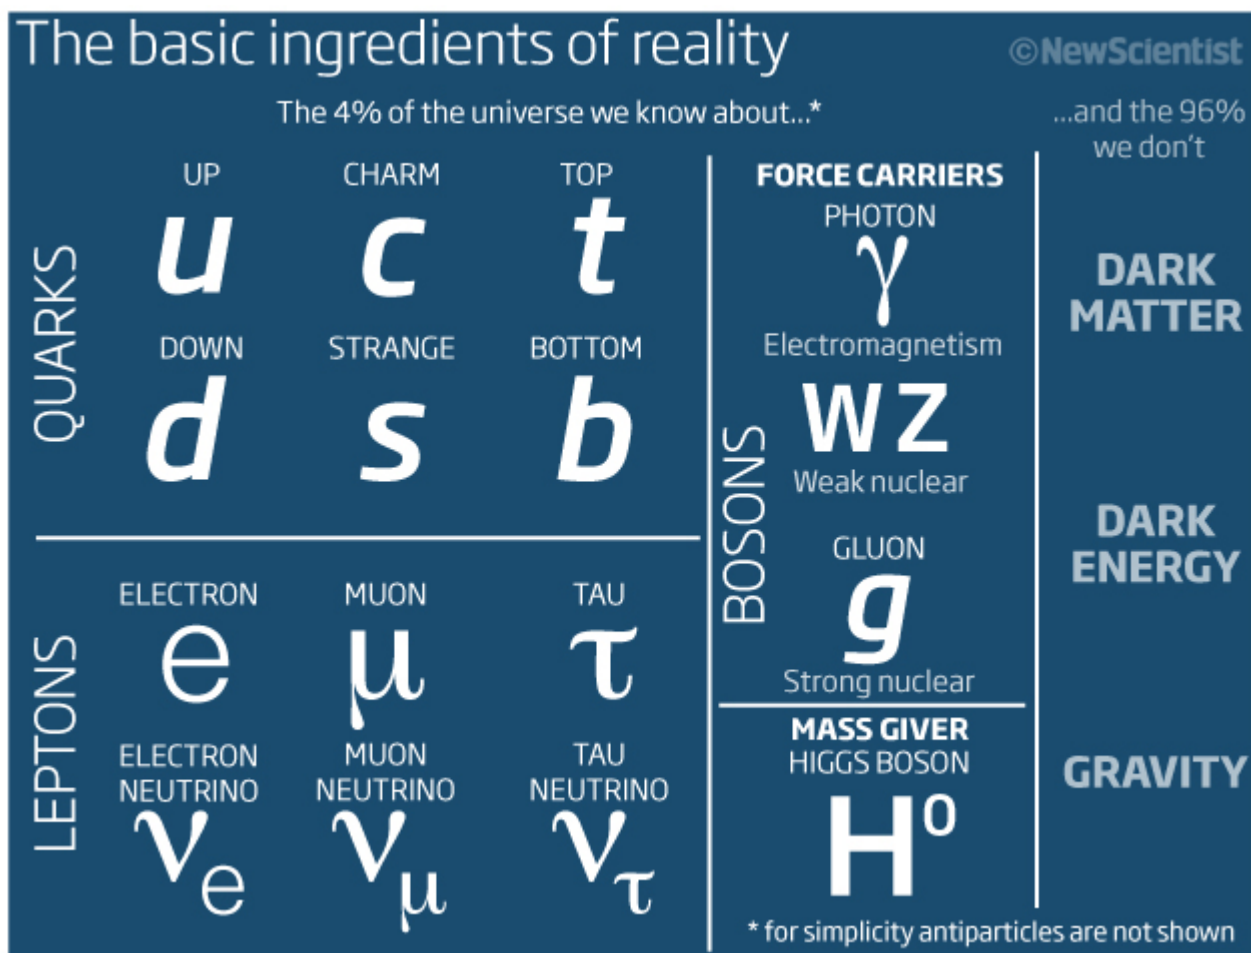 The basic ingredients of reality
©NewScientist
The 4% of the universe we know about...*
...and the 96%
we don't
QUARKS
UP CHARM TOP
u c t
DOWN STRANGE BOTTOM
d s b
LEPTONS
ELECTRON MUON TAU
e μ τ
ELECTRON MUON TAU
NEUTRINO NEUTRINO NEUTRINO
νe νμ ντ
BOSONS
FORCE CARRIERS
PHOTON
γ
Electromagnetism
W Z
Weak nuclear
GLUON
g
Strong nuclear
MASS GIVER
HIGGS BOSON
H⁰
DARK
MATTER
DARK
ENERGY
GRAVITY
* for simplicity antiparticles are not shown